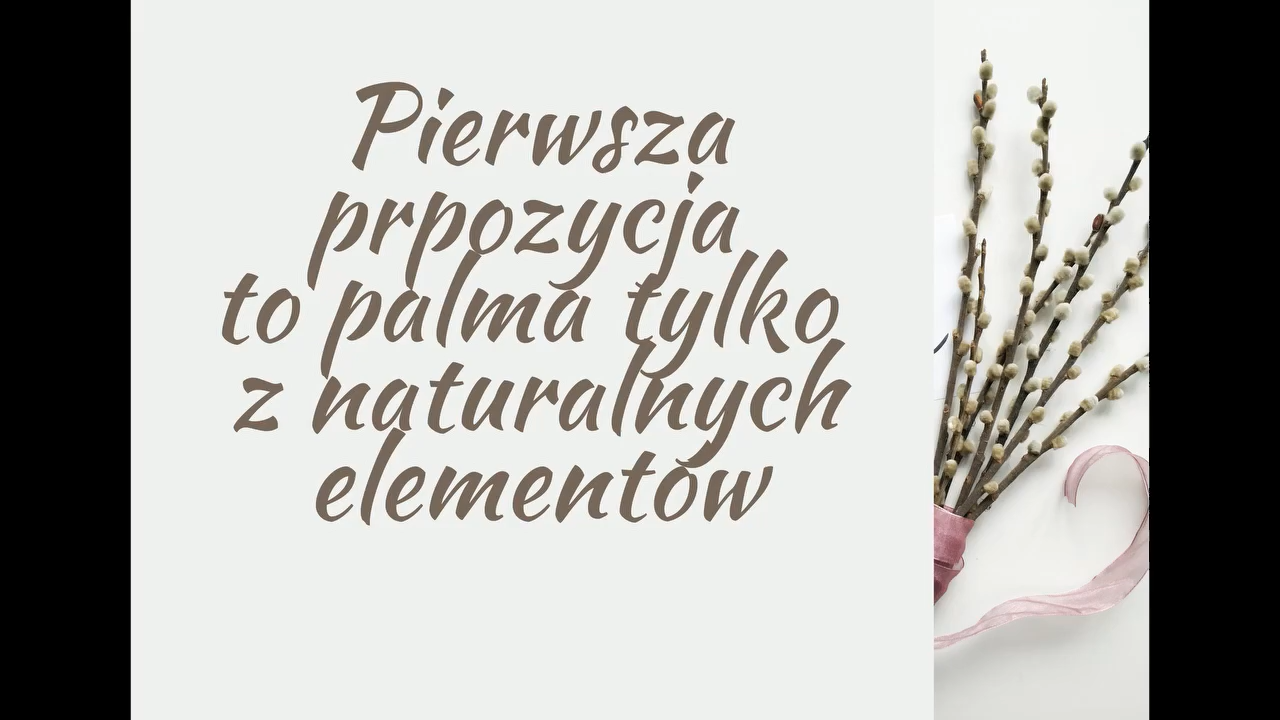 Pierwsza
prpozycja
to palma tylko
z naturalnych
elementów